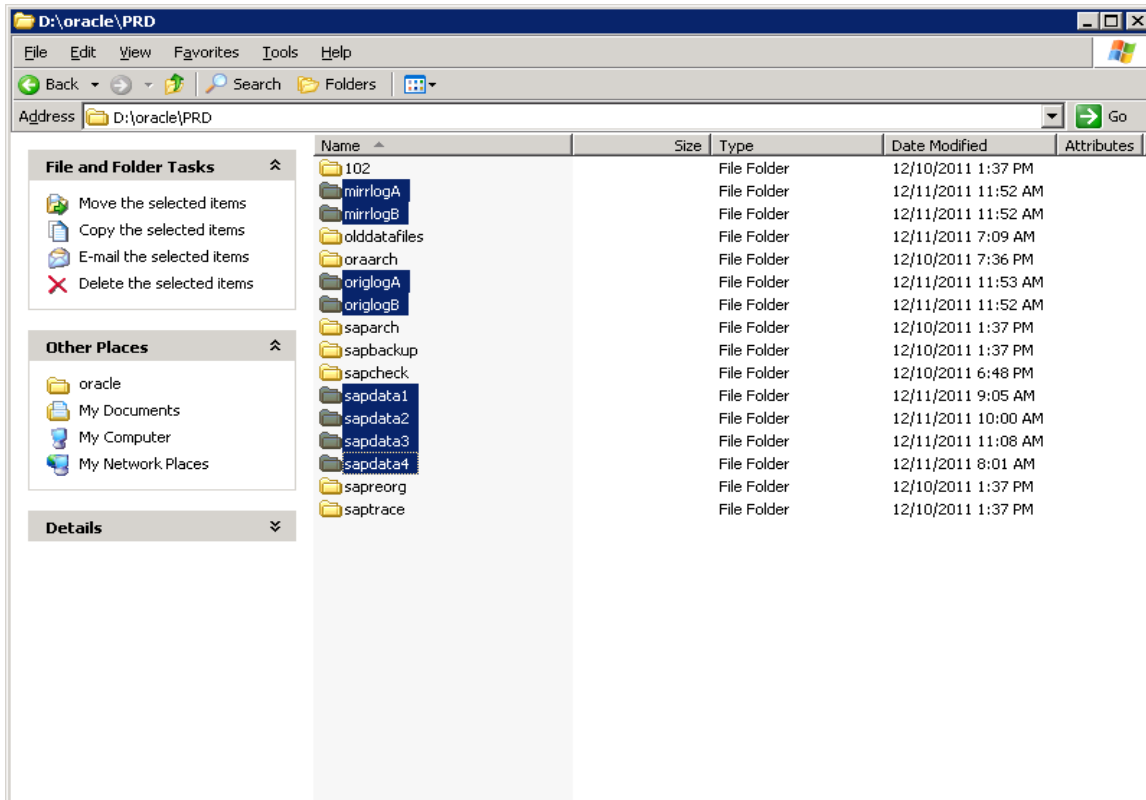 D:\oracle\PRD
File Edit View Favorites Tools Help
Back Search Folders
Address D:\oracle\PRD Go
File and Folder Tasks
Move the selected items
Copy the selected items
E-mail the selected items
Delete the selected items
Other Places
oracle
My Documents
My Computer
My Network Places
Details
Name Size Type Date Modified Attributes
102 File Folder 12/10/2011 1:37 PM
mirrlogA File Folder 12/11/2011 11:52 AM
mirrlogB File Folder 12/11/2011 11:52 AM
olddatafiles File Folder 12/11/2011 7:09 AM
oraarch File Folder 12/10/2011 7:36 PM
origlogA File Folder 12/11/2011 11:53 AM
origlogB File Folder 12/11/2011 11:52 AM
saparch File Folder 12/10/2011 1:37 PM
sapbackup File Folder 12/10/2011 1:37 PM
sapcheck File Folder 12/10/2011 6:48 PM
sapdata1 File Folder 12/11/2011 9:05 AM
sapdata2 File Folder 12/11/2011 10:00 AM
sapdata3 File Folder 12/11/2011 11:08 AM
sapdata4 File Folder 12/11/2011 8:01 AM
sapreorg File Folder 12/10/2011 1:37 PM
saptrace File Folder 12/10/2011 1:37 PM